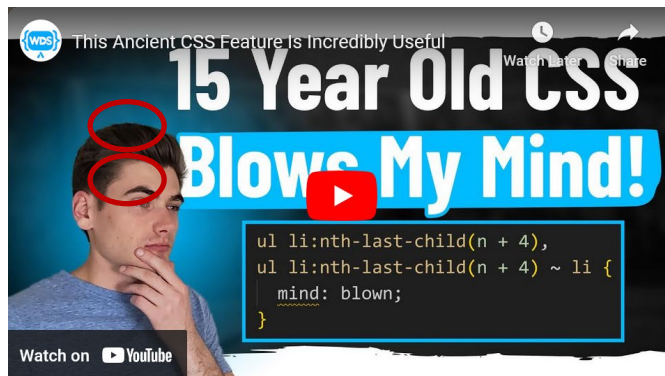 WDS
This Ancient CSS Feature Is Incredibly Useful
Watch Later
Share
15 Year Old CSS
Blows My Mind!
ul li:nth-last-child(n + 4),
ul li:nth-last-child(n + 4) ~ li {
mind: blown;
}
Watch on YouTube